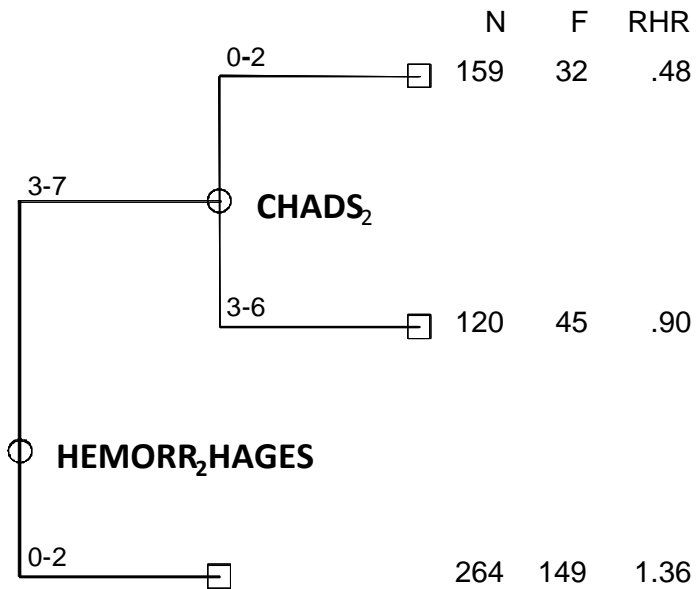 N F RHR
0-2
159 32 .48
3-7
CHADS₂
3-6
120 45 .90
HEMORR₂HAGES
0-2
264 149 1.36